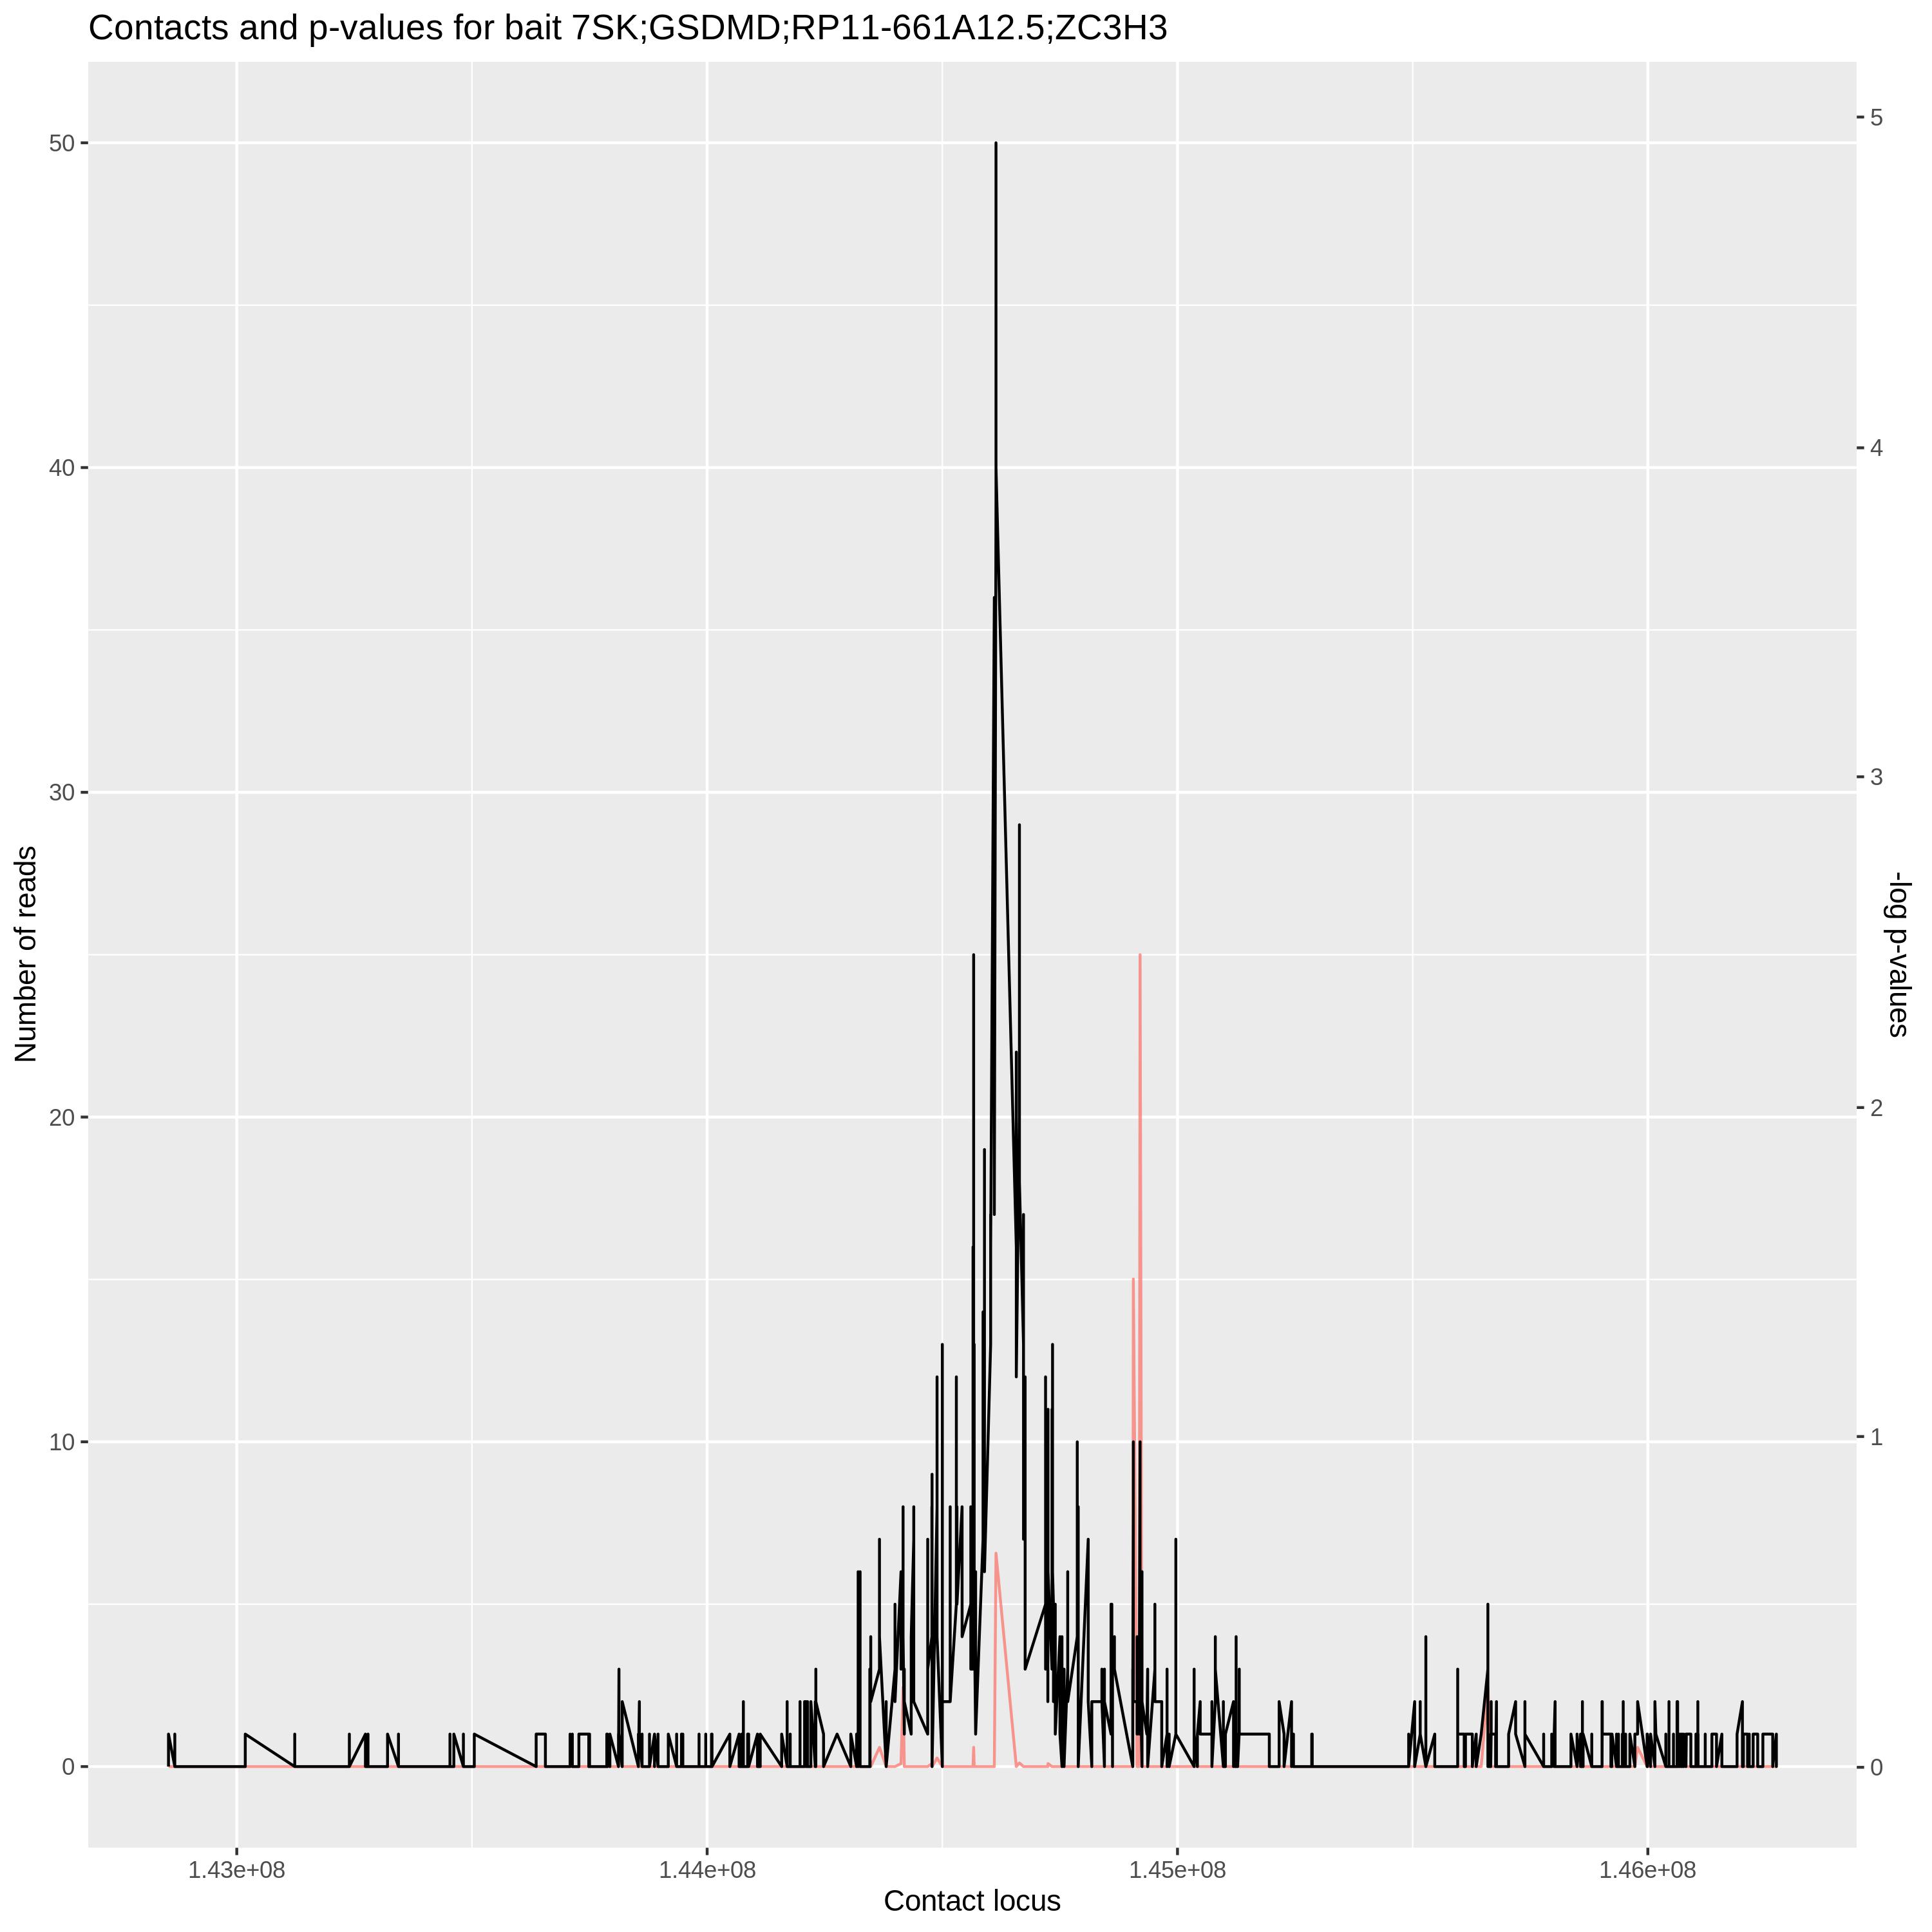 Contacts and p-values for bait 7SK;GSDMD;RP11-661A12.5;ZC3H3
50
40
30
20
10
0
Number of reads
5
4
3
2
1
0
-log p-values
1.43e+08
1.44e+08
1.45e+08
1.46e+08
Contact locus